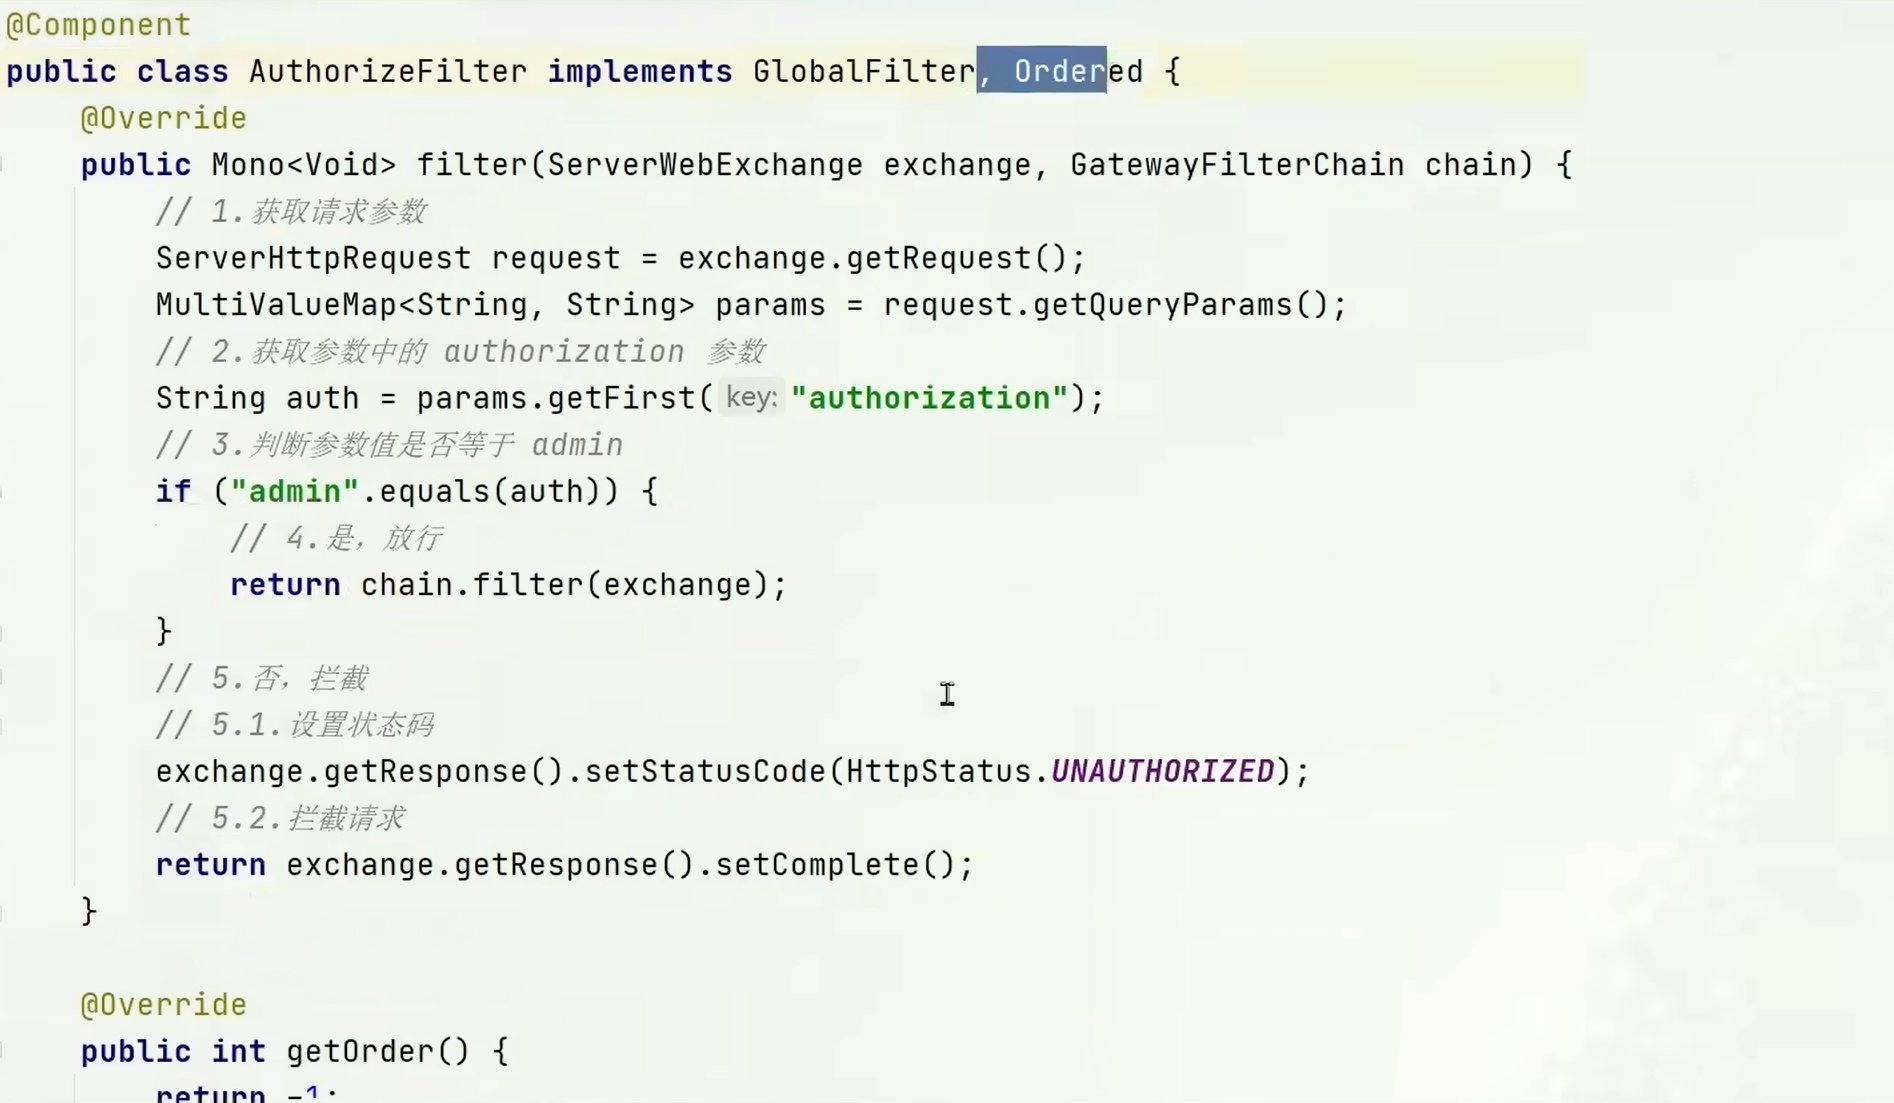 @Component
public class AuthorizeFilter implements GlobalFilter, Ordered {
@Override
public Mono<Void> filter(ServerWebExchange exchange, GatewayFilterChain chain) {
// 1.获取请求参数
ServerHttpRequest request = exchange.getRequest();
MultiValueMap<String, String> params = request.getQueryParams();
// 2.获取参数中的 authorization 参数
String auth = params.getFirst( key: "authorization");
// 3.判断参数值是否等于 admin
if ("admin".equals(auth)) {
// 4.是，放行
return chain.filter(exchange);
}
// 5.否，拦截
// 5.1.设置状态码
exchange.getResponse().setStatusCode(HttpStatus.UNAUTHORIZED);
// 5.2.拦截请求
return exchange.getResponse().setComplete();
}
@Override
public int getOrder() {
return -1;